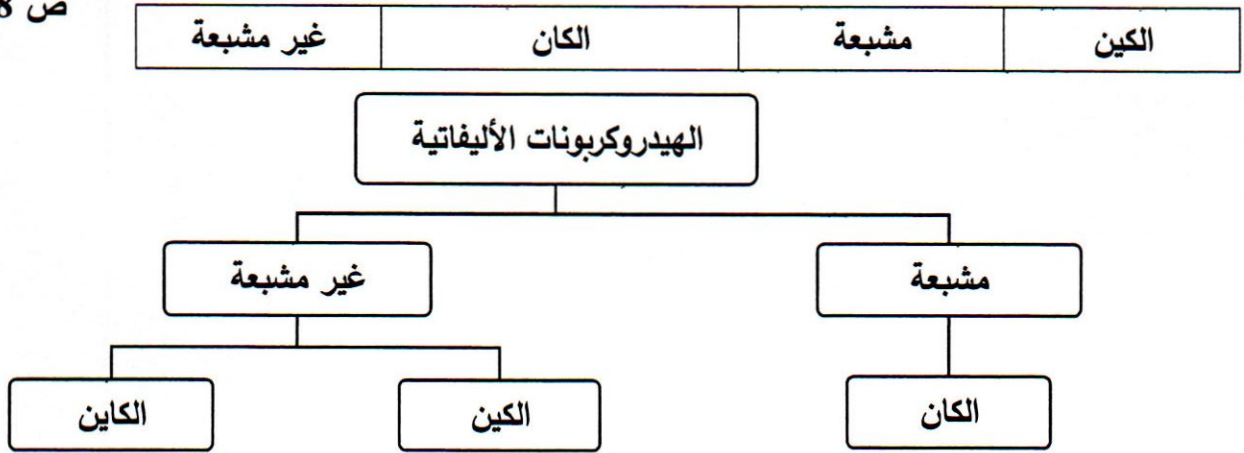 ص 8
الكين مشبعة الكان غير مشبعة
الهيدروكربونات الأليفاتية
مشبعة غير مشبعة
الكان الكين الكاين